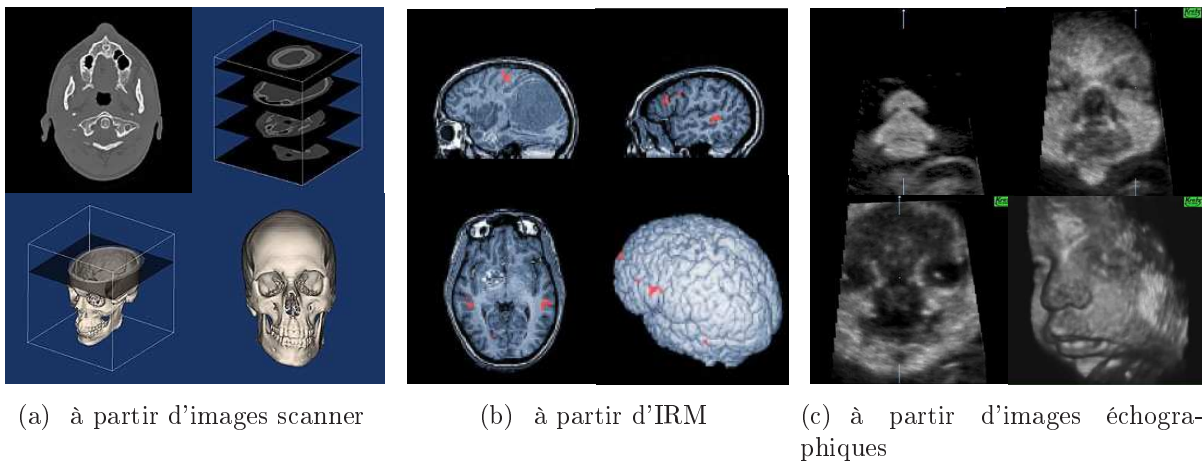 (a) à partir d'images scanner
(b) à partir d'IRM
(c) à partir d'images échogra-
phiques